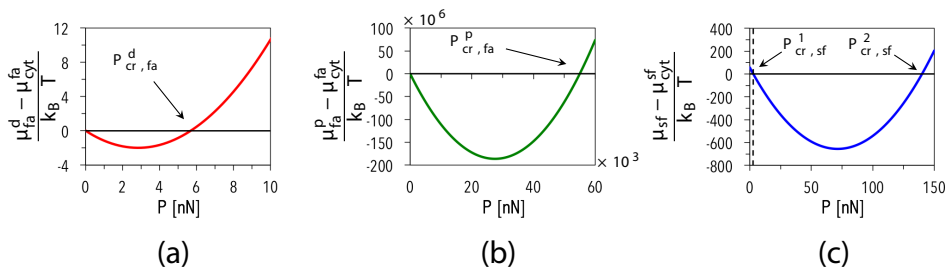 12
8
4
0
-4
0 2 4 6 8 10
P [nN]
μ^d_fa − μ^fa_cyt
k_B T
P^d_cr,fa
(a)
× 10^6
100
50
0
-50
-100
-150
-200
0 20 40 60
× 10^3
P [nN]
μ^p_fa − μ^fa_cyt
k_B T
P^p_cr,fa
(b)
400
200
0
-200
-400
-600
-800
0 50 100 150
P [nN]
μ_sf − μ^sf_cyt
k_B T
P^1_cr,sf
P^2_cr,sf
(c)